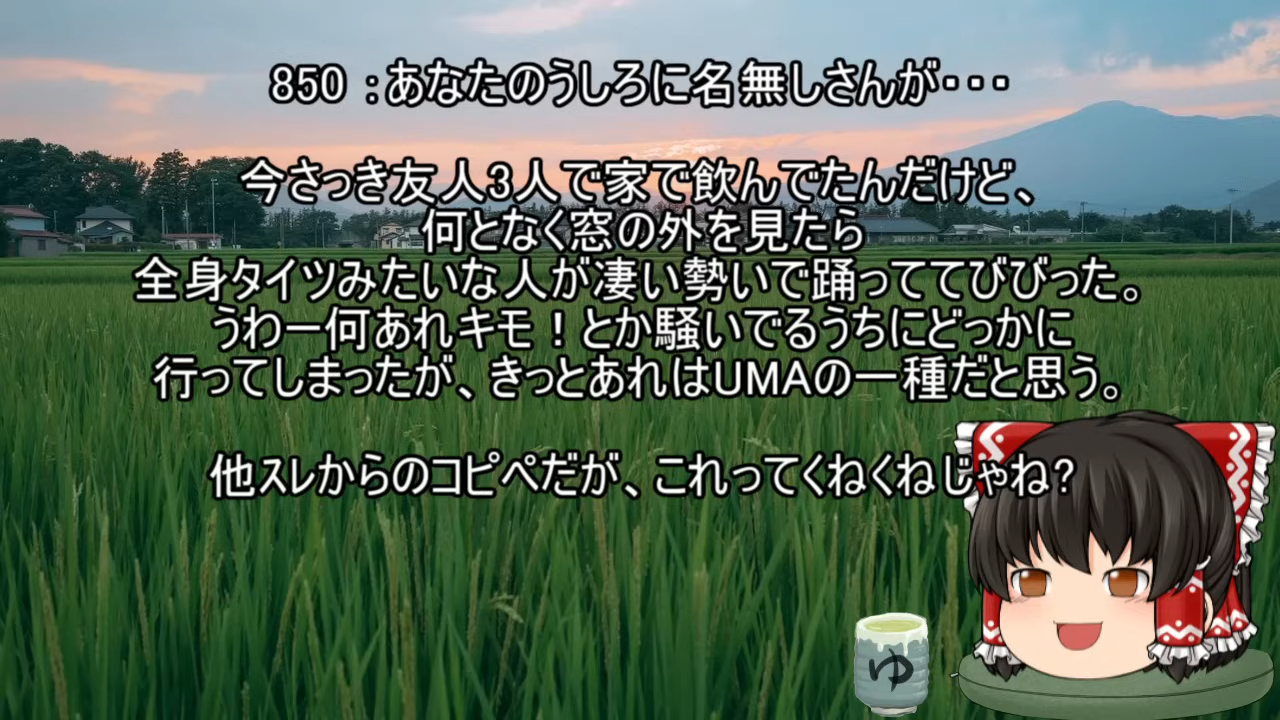 850 :あなたのうしろに名無しさんが・・・
今さっき友人3人で家で飲んでたんだけど、
何となく窓の外を見たら
全身タイツみたいな人が凄い勢いで踊っててびびった。
うわー何あれキモ！とか騒いでるうちにどっかに
行ってしまったが、きっとあれはUMAの一種だと思う。
他ｽﾚからのコピペだが、これってくねくねじゃね?
ゆ